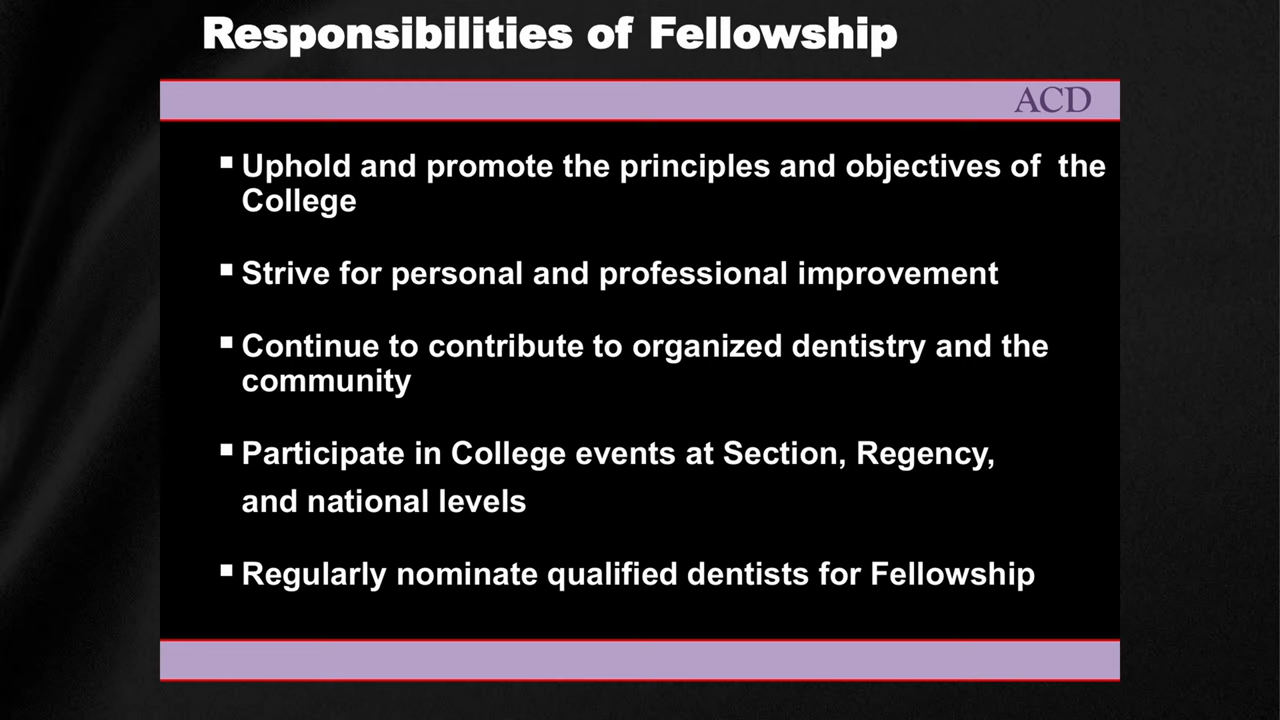 Responsibilities of Fellowship
ACD
▪ Uphold and promote the principles and objectives of  the
College
▪ Strive for personal and professional improvement
▪ Continue to contribute to organized dentistry and the
community
▪ Participate in College events at Section, Regency,
and national levels
▪ Regularly nominate qualified dentists for Fellowship